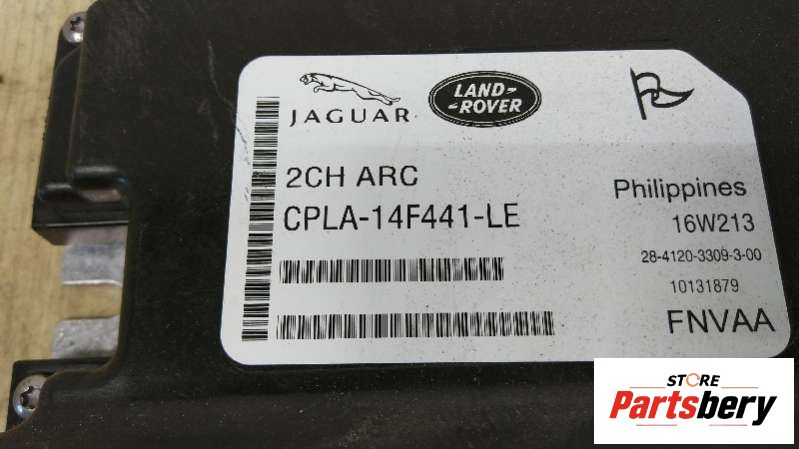 JAGUAR
LAND-
-ROVER
2CH ARC
CPLA-14F441-LE
Philippines
16W213
28-4120-3309-3-00
10131879
FNVAA
STORE
Partsbery